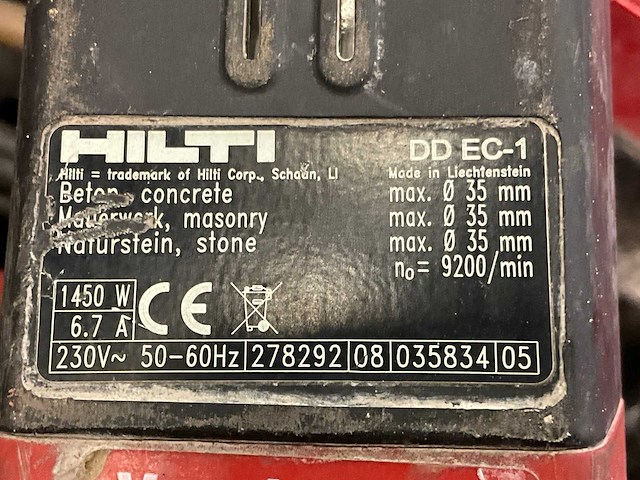 HILTI DD EC-1
Hilti = trademark of Hilti Corp., Schaan, LI Made in Liechtenstein
Beton, concrete max. Ø 35 mm
Mauerwerk, masonry max. Ø 35 mm
Naturstein, stone max. Ø 35 mm
n₀= 9200/min
1450 W
6.7 A
CE
230V~ 50-60Hz 278292 08 035834 05